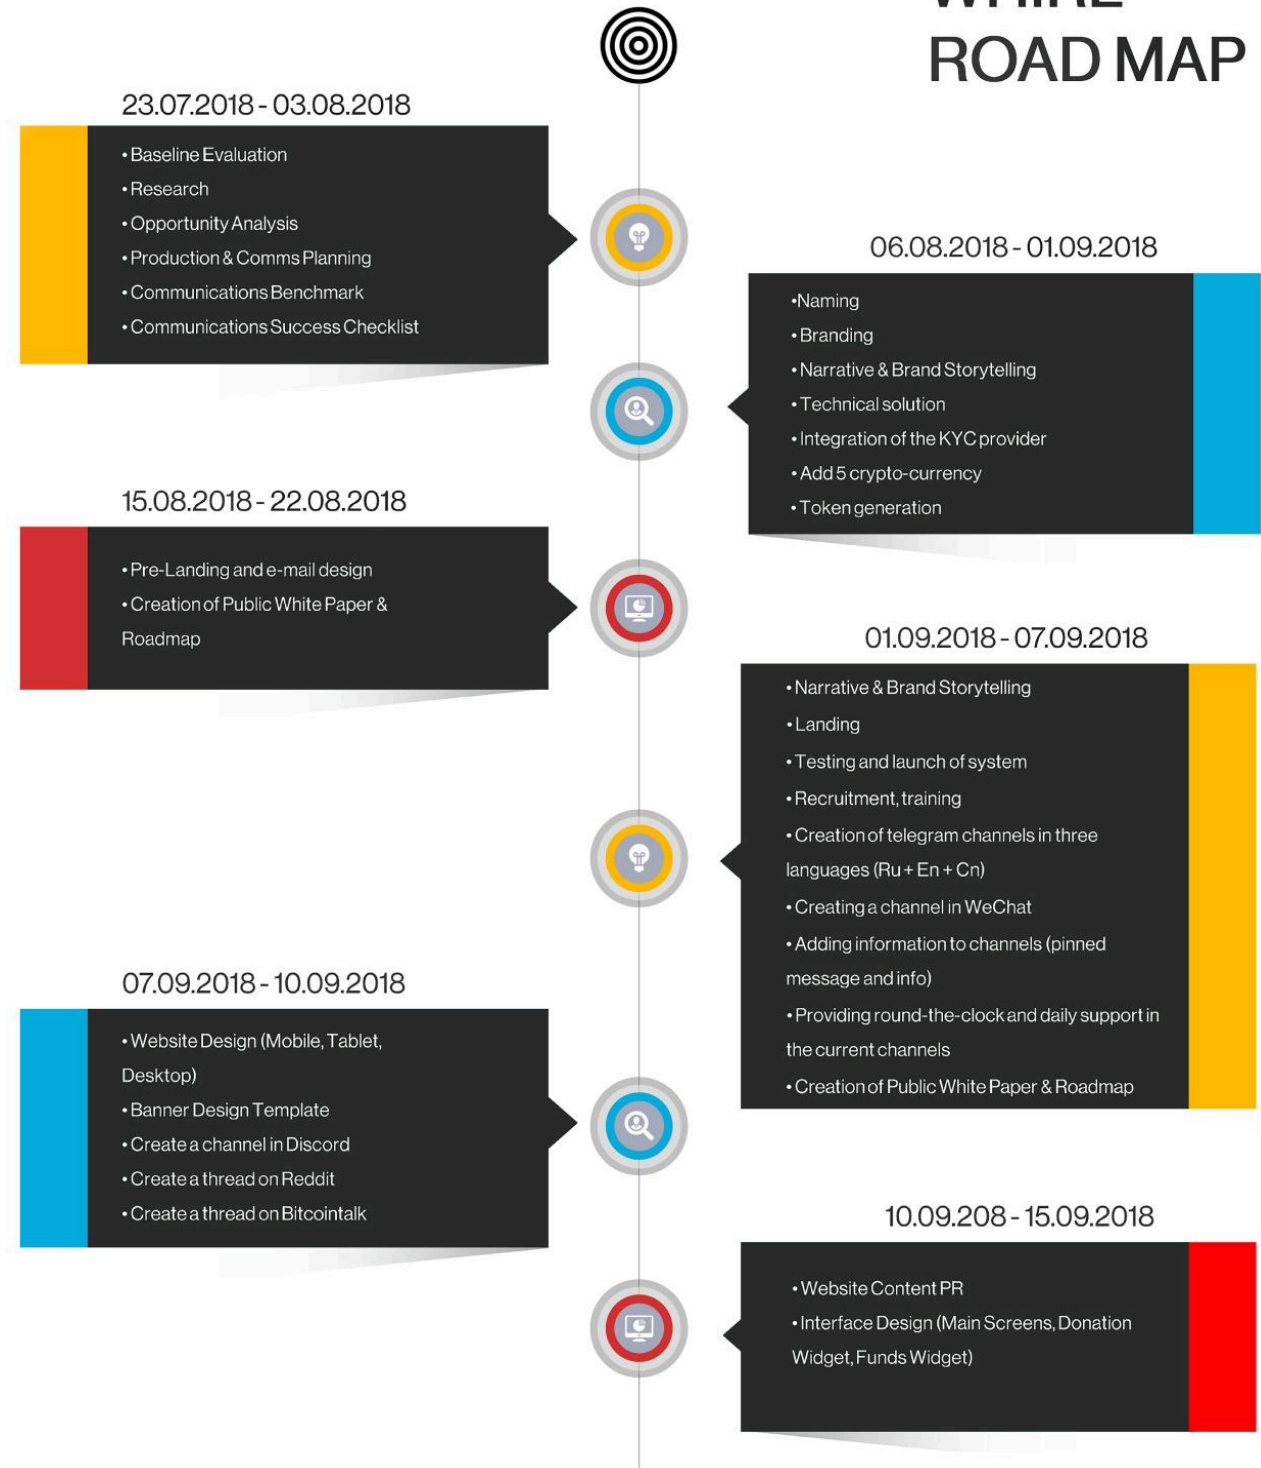 ROAD MAP
23.07.2018 - 03.08.2018
• Baseline Evaluation
• Research
• Opportunity Analysis
• Production & Comms Planning
• Communications Benchmark
• Communications Success Checklist
06.08.2018 - 01.09.2018
•Naming
• Branding
• Narrative & Brand Storytelling
• Technical solution
• Integration of the KYC provider
• Add 5 crypto-currency
• Token generation
15.08.2018 - 22.08.2018
• Pre-Landing and e-mail design
• Creation of Public White Paper &
Roadmap
01.09.2018 - 07.09.2018
• Narrative & Brand Storytelling
• Landing
• Testing and launch of system
• Recruitment, training
• Creation of telegram channels in three
languages (Ru + En + Cn)
• Creating a channel in WeChat
• Adding information to channels (pinned
message and info)
• Providing round-the-clock and daily support in
the current channels
• Creation of Public White Paper & Roadmap
07.09.2018 - 10.09.2018
• Website Design (Mobile, Tablet,
Desktop)
• Banner Design Template
• Create a channel in Discord
• Create a thread on Reddit
• Create a thread on Bitcointalk
10.09.208 - 15.09.2018
• Website Content PR
• Interface Design (Main Screens, Donation
Widget, Funds Widget)